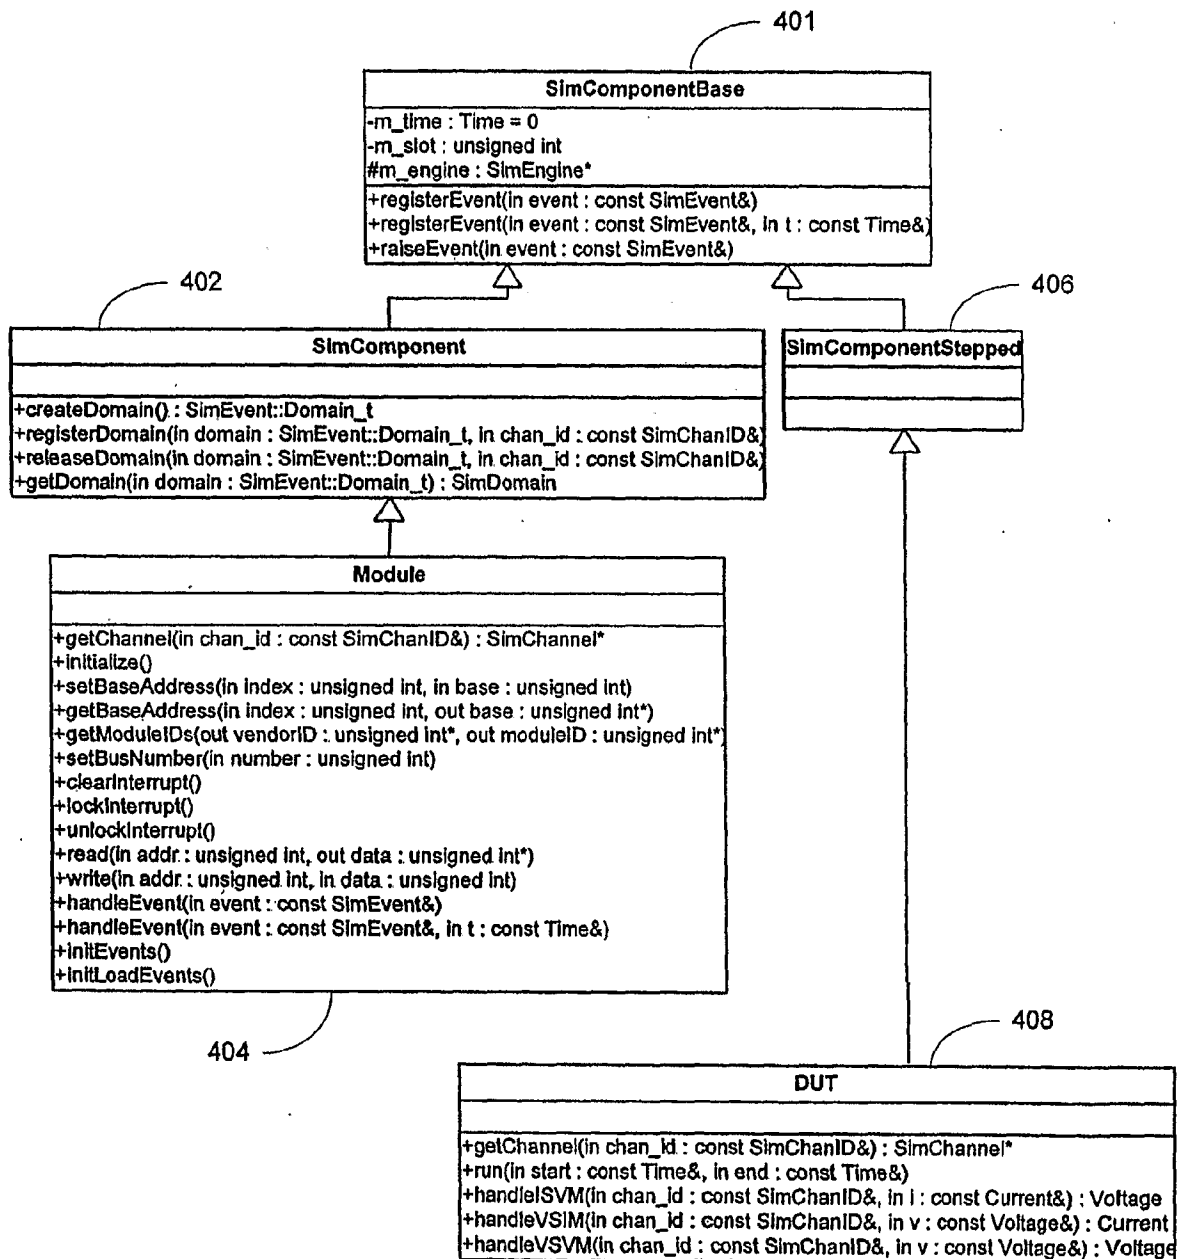 401
SimComponentBase
-m_time : Time = 0
-m_slot : unsigned int
#m_engine : SimEngine*
+registerEvent(in event : const SimEvent&)
+registerEvent(in event : const SimEvent&, in t : const Time&)
+raiseEvent(in event : const SimEvent&)
402
406
SimComponent
+createDomain() : SimEvent::Domain_t
+registerDomain(in domain : SimEvent::Domain_t, in chan_id : const SimChanID&)
+releaseDomain(in domain : SimEvent::Domain_t, in chan_id : const SimChanID&)
+getDomain(in domain : SimEvent::Domain_t) : SimDomain
SimComponentStepped
Module
+getChannel(in chan_id : const SimChanID&) : SimChannel*
+initialize()
+setBaseAddress(in index : unsigned int, in base : unsigned int)
+getBaseAddress(in index : unsigned int, out base : unsigned int*)
+getModuleIDs(out vendorID : unsigned int*, out moduleID : unsigned int*)
+setBusNumber(in number : unsigned int)
+clearInterrupt()
+lockInterrupt()
+unlockInterrupt()
+read(in addr : unsigned int, out data : unsigned int*)
+write(in addr : unsigned int, in data : unsigned int)
+handleEvent(in event : const SimEvent&)
+handleEvent(in event : const SimEvent&, in t : const Time&)
+initEvents()
+initLoadEvents()
404
408
DUT
+getChannel(in chan_id : const SimChanID&) : SimChannel*
+run(in start : const Time&, in end : const Time&)
+handleISVM(in chan_id : const SimChanID&, in i : const Current&) : Voltage
+handleVSIM(in chan_id : const SimChanID&, in v : const Voltage&) : Current
+handleVSVM(in chan_id : const SimChanID&, in v : const Voltage&) : Voltage